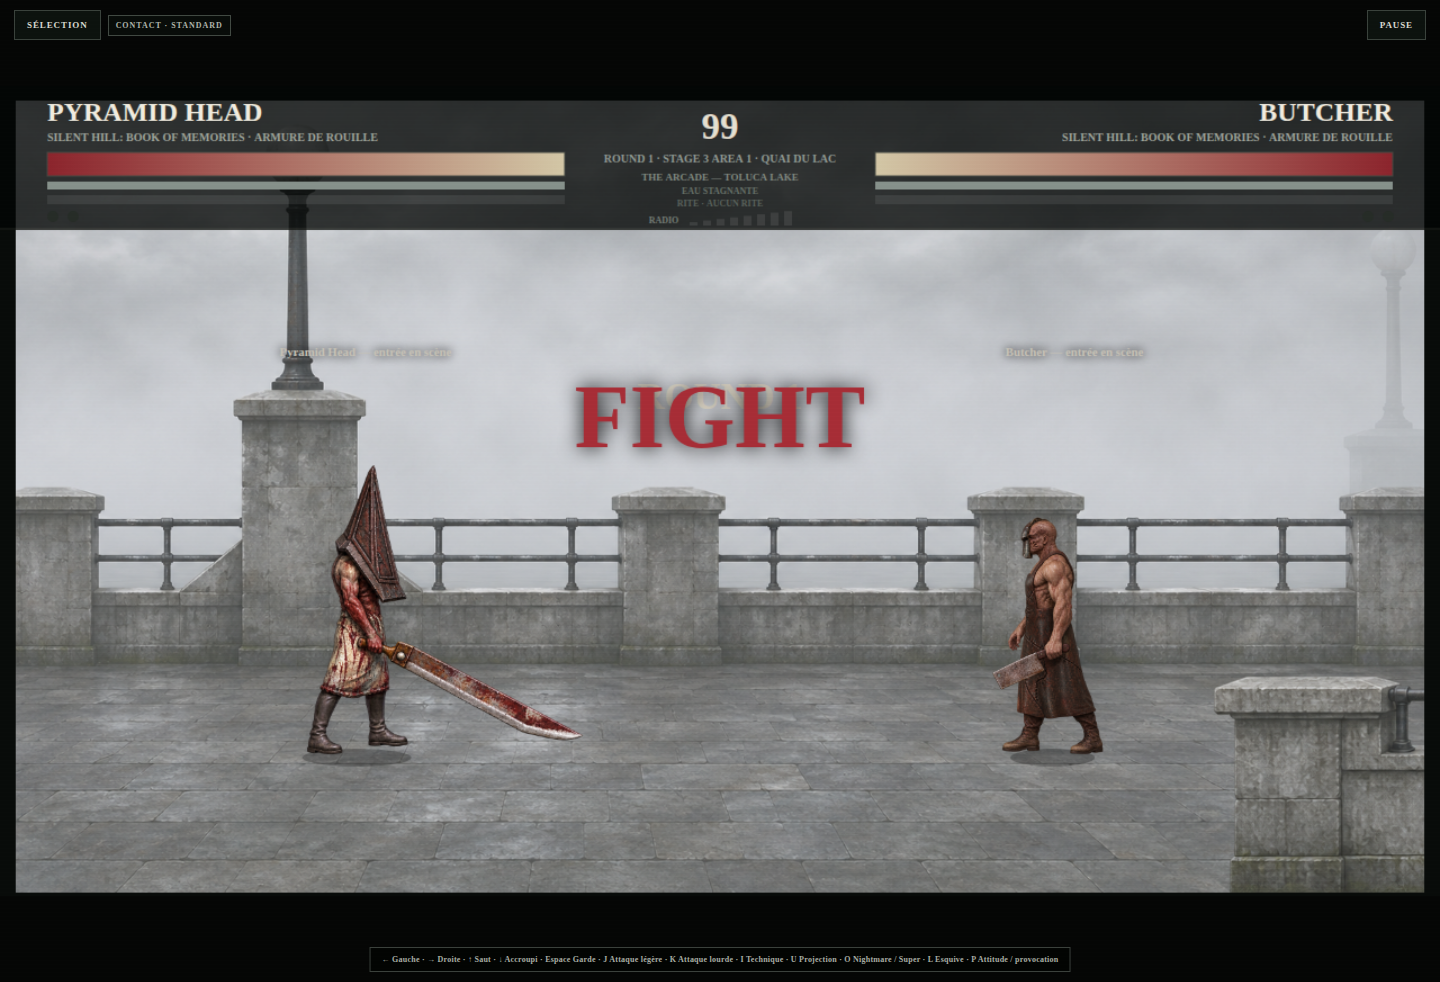 SÉLECTION
CONTACT · STANDARD
PAUSE
PYRAMID HEAD
SILENT HILL: BOOK OF MEMORIES · ARMURE DE ROUILLE
99
ROUND 1 · STAGE 3 AREA 1 · QUAI DU LAC
THE ARCADE — TOLUCA LAKE
EAU STAGNANTE
RITE · AUCUN RITE
RADIO
BUTCHER
SILENT HILL: BOOK OF MEMORIES · ARMURE DE ROUILLE
Pyramid Head — entrée en scène
Butcher — entrée en scène
FIGHT
← Gauche · → Droite · ↑ Saut · ↓ Accroupi · Espace Garde · J Attaque légère · K Attaque lourde · I Technique · U Projection · O Nightmare / Super · L Esquive · P Attitude / provocation